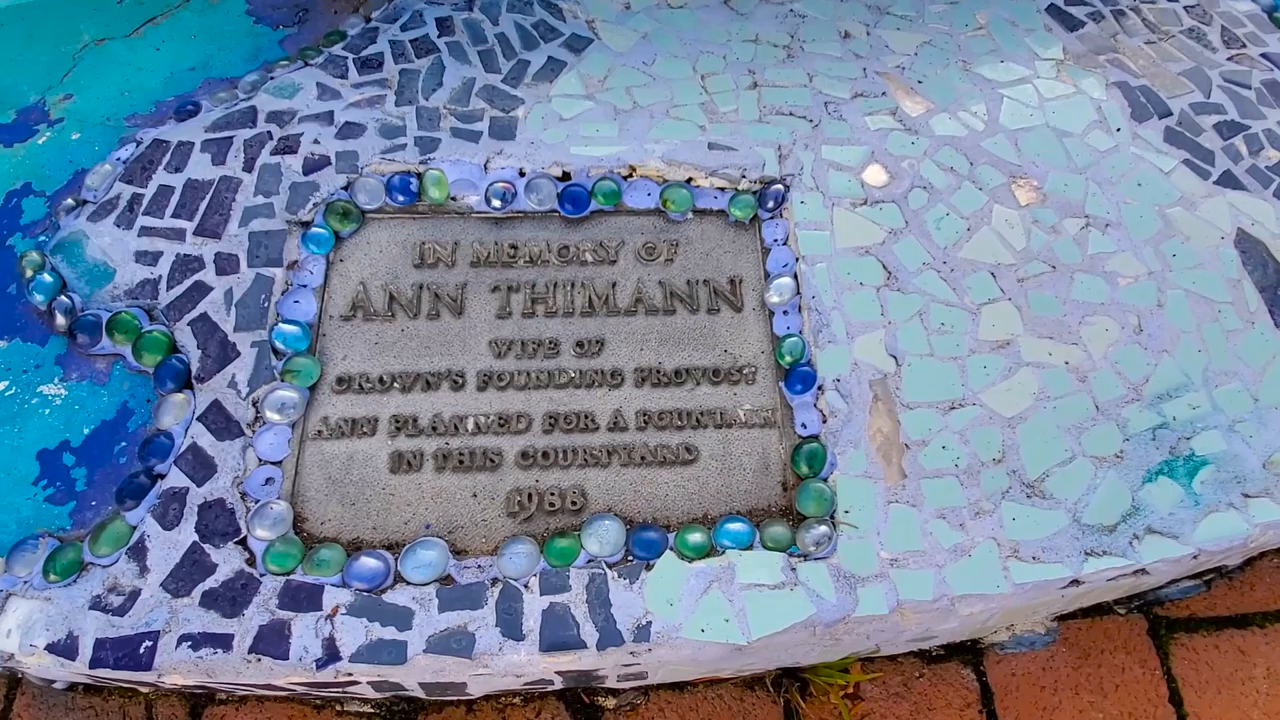 IN MEMORY OF
ANN THIMANN
WIFE OF
CROWN'S FOUNDING PROVOST
ANN PLANNED FOR A FOUNTAIN
IN THIS COURTYARD
1988